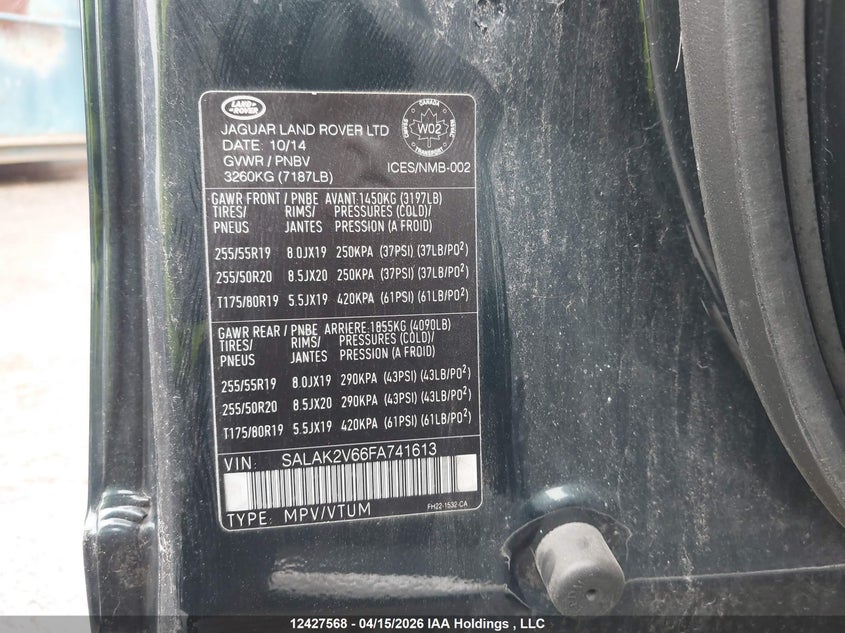 LAND
ROVER
JAGUAR LAND ROVER LTD
DATE: 10/14
GVWR / PNBV
3260KG (7187LB)
CANADA
W02
TRANSPORT
ICES/NMB-002
GAWR FRONT / PNBE AVANT:1450KG (3197LB)
TIRES/ RIMS/ PRESSURES (COLD)/
PNEUS JANTES PRESSION (A FROID)
255/55R19 8.0JX19 250KPA (37PSI) (37LB/PO²)
255/50R20 8.5JX20 250KPA (37PSI) (37LB/PO²)
T175/80R19 5.5JX19 420KPA (61PSI) (61LB/PO²)
GAWR REAR / PNBE ARRIERE:1855KG (4090LB)
TIRES/ RIMS/ PRESSURES (COLD)/
PNEUS JANTES PRESSION (A FROID)
255/55R19 8.0JX19 290KPA (43PSI) (43LB/PO²)
255/50R20 8.5JX20 290KPA (43PSI) (43LB/PO²)
T175/80R19 5.5JX19 420KPA (61PSI) (61LB/PO²)
VIN: SALAK2V66FA741613
TYPE: MPV/VTUM
FH22-1532-CA
12427568 - 04/15/2026 IAA Holdings , LLC